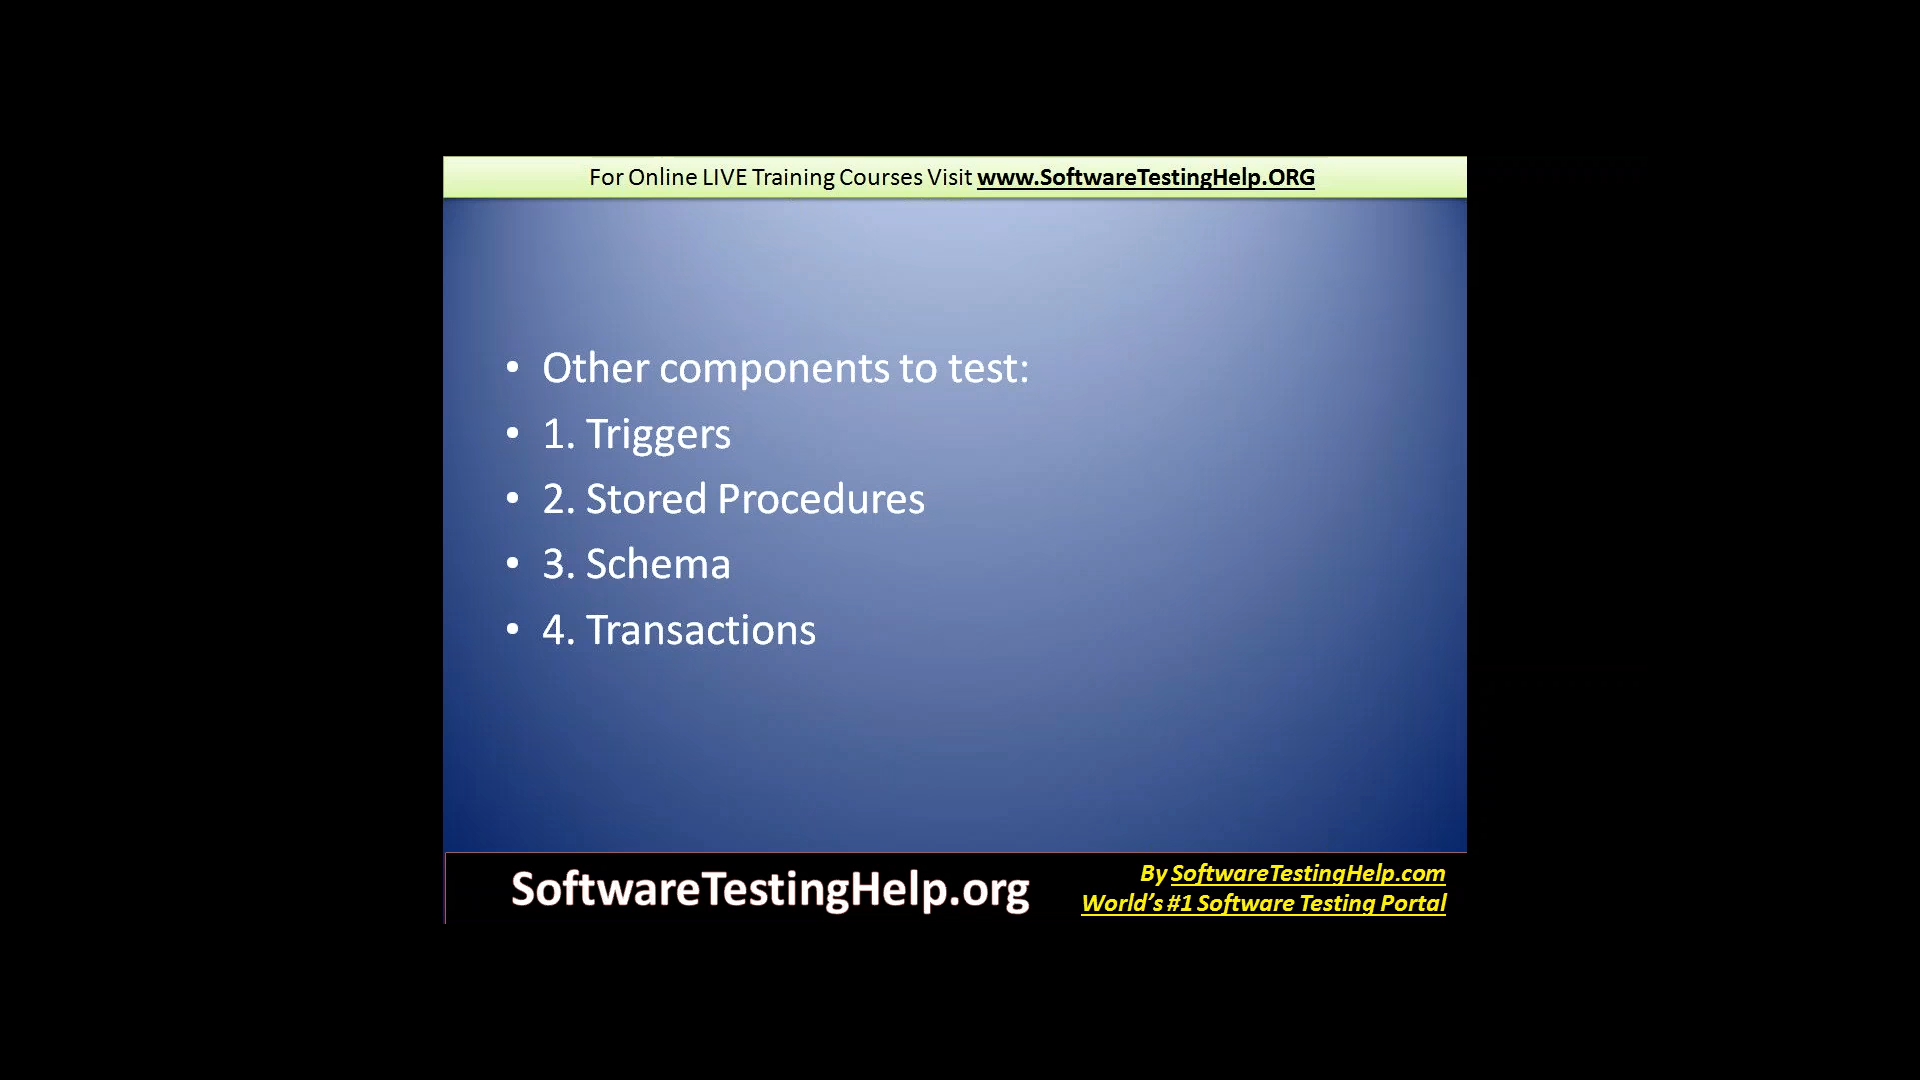 For Online LIVE Training Courses Visit www.SoftwareTestingHelp.ORG
• Other components to test:
• 1. Triggers
• 2. Stored Procedures
• 3. Schema
• 4. Transactions
SoftwareTestingHelp.org
By SoftwareTestingHelp.com
World’s #1 Software Testing Portal